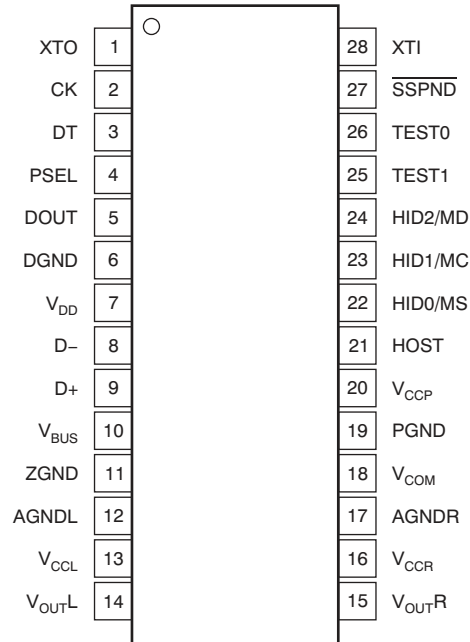 XTO 1 28 XTI
CK 2 27 SSPND
DT 3 26 TEST0
PSEL 4 25 TEST1
DOUT 5 24 HID2/MD
DGND 6 23 HID1/MC
VDD 7 22 HID0/MS
D− 8 21 HOST
D+ 9 20 VCCP
VBUS 10 19 PGND
ZGND 11 18 VCOM
AGNDL 12 17 AGNDR
VCCL 13 16 VCCR
VOUTL 14 15 VOUTR